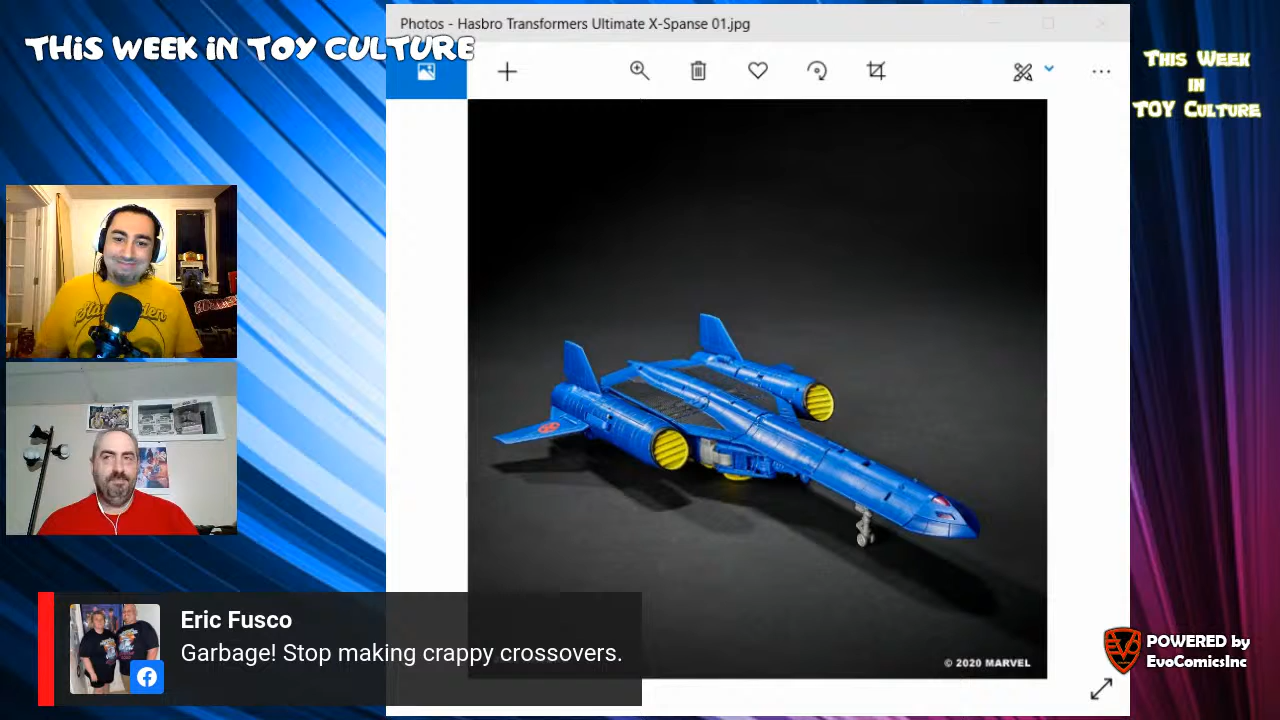 Photos - Hasbro Transformers Ultimate X-Spanse 01.jpg
THiS WEEK iN TOY CULTURE
This Week
in
TOY Culture
© 2020 MARVEL
Eric Fusco
Garbage! Stop making crappy crossovers.
EVO
POWERED by
EvoComicsInc